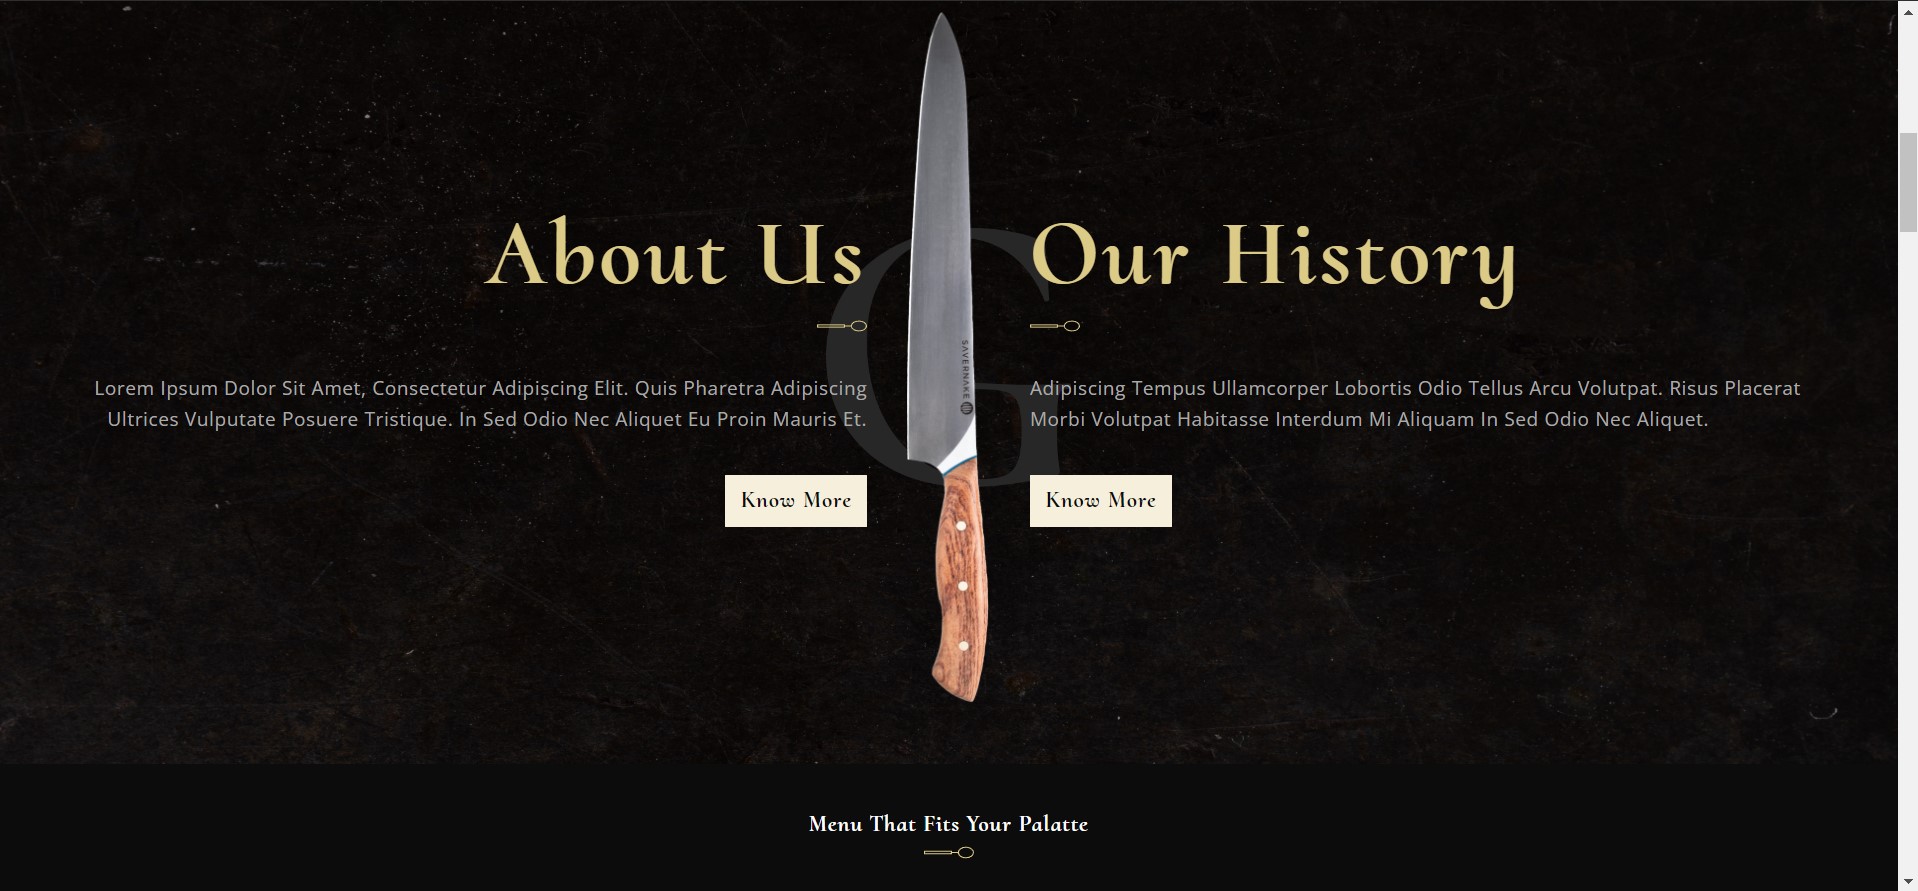 About Us
Lorem Ipsum Dolor Sit Amet, Consectetur Adipiscing Elit. Quis Pharetra Adipiscing
Ultrices Vulputate Posuere Tristique. In Sed Odio Nec Aliquet Eu Proin Mauris Et.
Know More
G
SAVERNAKE
Our History
Adipiscing Tempus Ullamcorper Lobortis Odio Tellus Arcu Volutpat. Risus Placerat
Morbi Volutpat Habitasse Interdum Mi Aliquam In Sed Odio Nec Aliquet.
Know More
Menu That Fits Your Palatte